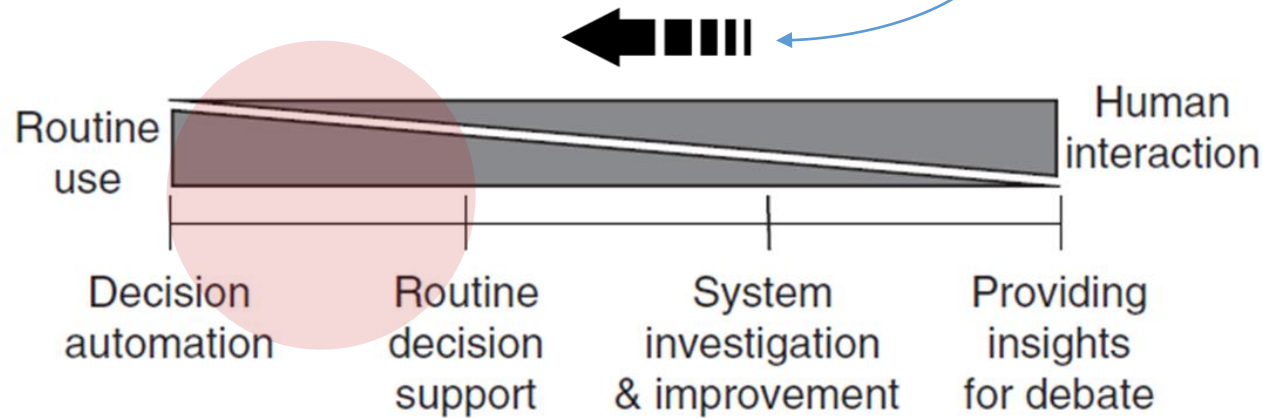 Routine
use
Human
interaction
Decision
automation
Routine
decision
support
System
investigation
& improvement
Providing
insights
for debate